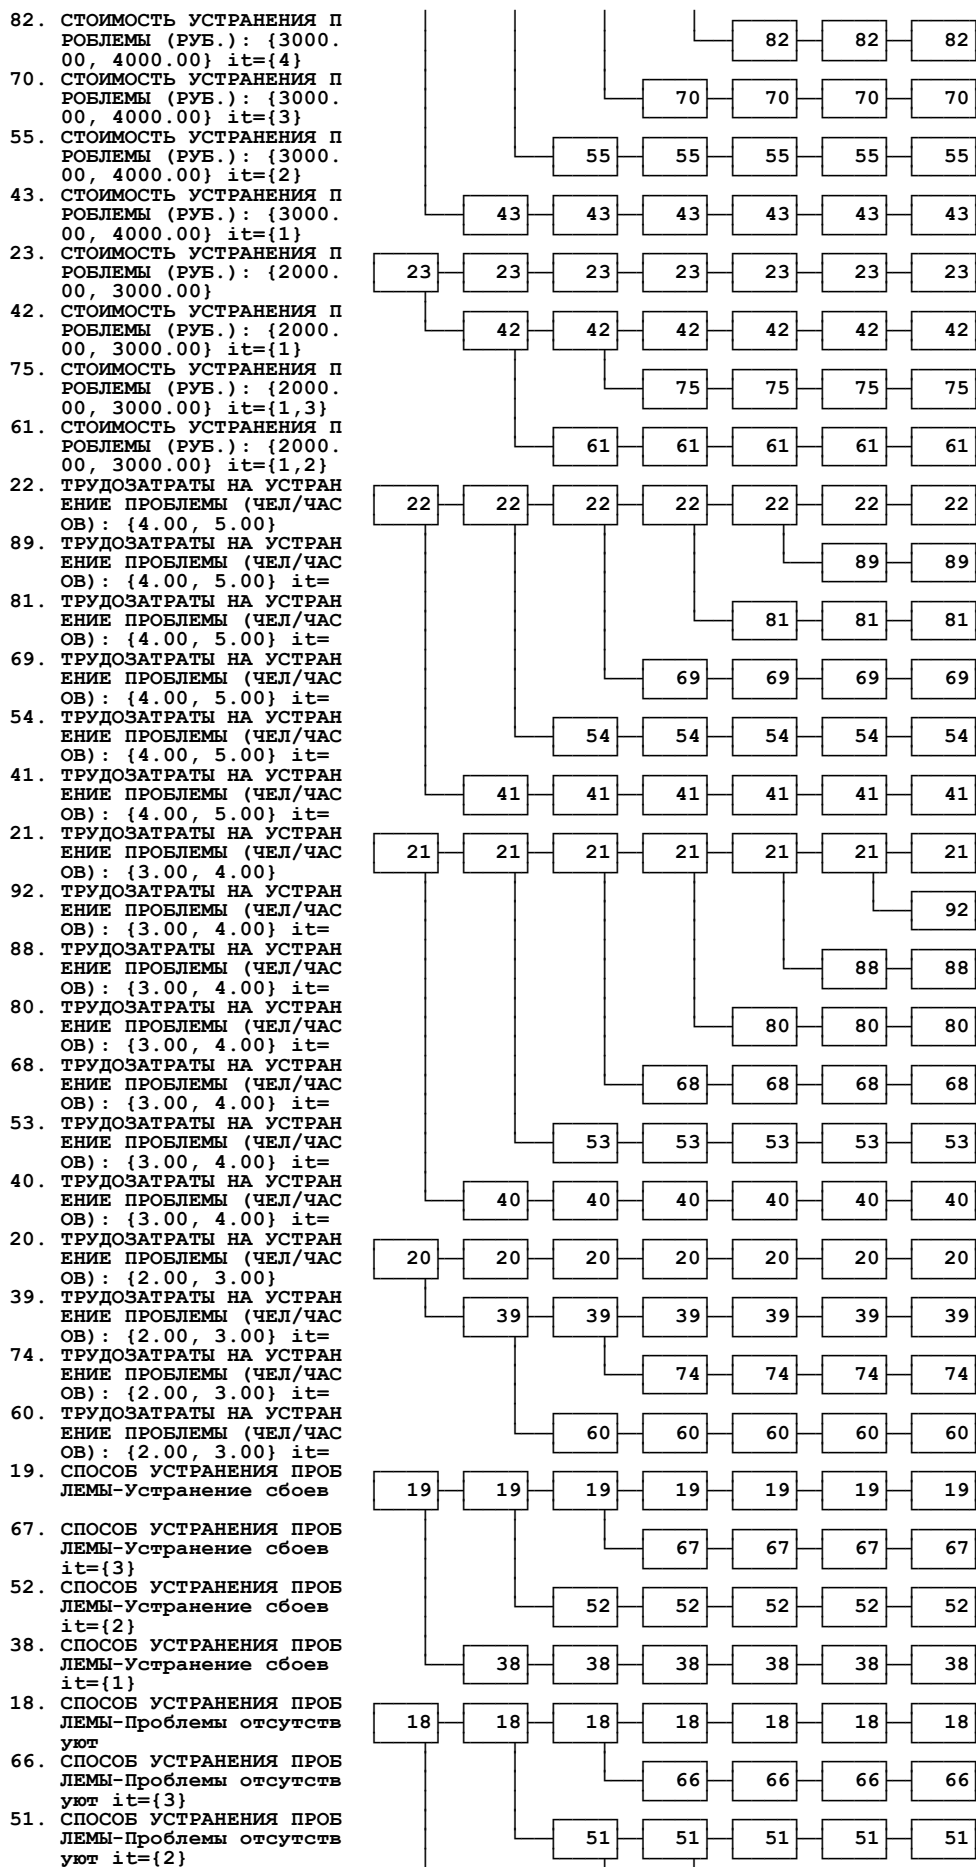 82. СТОИМОСТЬ УСТРАНЕНИЯ П
РОБЛЕМЫ (РУБ.): {3000.
00, 4000.00} it={4}
82 82 82
70. СТОИМОСТЬ УСТРАНЕНИЯ П
РОБЛЕМЫ (РУБ.): {3000.
00, 4000.00} it={3}
70 70 70 70
55. СТОИМОСТЬ УСТРАНЕНИЯ П
РОБЛЕМЫ (РУБ.): {3000.
00, 4000.00} it={2}
55 55 55 55 55
43. СТОИМОСТЬ УСТРАНЕНИЯ П
РОБЛЕМЫ (РУБ.): {3000.
00, 4000.00} it={1}
43 43 43 43 43 43
23. СТОИМОСТЬ УСТРАНЕНИЯ П
РОБЛЕМЫ (РУБ.): {2000.
00, 3000.00}
23 23 23 23 23 23 23
42. СТОИМОСТЬ УСТРАНЕНИЯ П
РОБЛЕМЫ (РУБ.): {2000.
00, 3000.00} it={1}
42 42 42 42 42 42
75. СТОИМОСТЬ УСТРАНЕНИЯ П
РОБЛЕМЫ (РУБ.): {2000.
00, 3000.00} it={1,3}
75 75 75 75
61. СТОИМОСТЬ УСТРАНЕНИЯ П
РОБЛЕМЫ (РУБ.): {2000.
00, 3000.00} it={1,2}
61 61 61 61 61
22. ТРУДОЗАТРАТЫ НА УСТРАН
ЕНИЕ ПРОБЛЕМЫ (ЧЕЛ/ЧАС
ОВ): {4.00, 5.00}
22 22 22 22 22 22 22
89. ТРУДОЗАТРАТЫ НА УСТРАН
ЕНИЕ ПРОБЛЕМЫ (ЧЕЛ/ЧАС
ОВ): {4.00, 5.00} it=
89 89
81. ТРУДОЗАТРАТЫ НА УСТРАН
ЕНИЕ ПРОБЛЕМЫ (ЧЕЛ/ЧАС
ОВ): {4.00, 5.00} it=
81 81 81
69. ТРУДОЗАТРАТЫ НА УСТРАН
ЕНИЕ ПРОБЛЕМЫ (ЧЕЛ/ЧАС
ОВ): {4.00, 5.00} it=
69 69 69 69
54. ТРУДОЗАТРАТЫ НА УСТРАН
ЕНИЕ ПРОБЛЕМЫ (ЧЕЛ/ЧАС
ОВ): {4.00, 5.00} it=
54 54 54 54 54
41. ТРУДОЗАТРАТЫ НА УСТРАН
ЕНИЕ ПРОБЛЕМЫ (ЧЕЛ/ЧАС
ОВ): {4.00, 5.00} it=
41 41 41 41 41 41
21. ТРУДОЗАТРАТЫ НА УСТРАН
ЕНИЕ ПРОБЛЕМЫ (ЧЕЛ/ЧАС
ОВ): {3.00, 4.00}
21 21 21 21 21 21 21
92. ТРУДОЗАТРАТЫ НА УСТРАН
ЕНИЕ ПРОБЛЕМЫ (ЧЕЛ/ЧАС
ОВ): {3.00, 4.00} it=
92
88. ТРУДОЗАТРАТЫ НА УСТРАН
ЕНИЕ ПРОБЛЕМЫ (ЧЕЛ/ЧАС
ОВ): {3.00, 4.00} it=
88 88
80. ТРУДОЗАТРАТЫ НА УСТРАН
ЕНИЕ ПРОБЛЕМЫ (ЧЕЛ/ЧАС
ОВ): {3.00, 4.00} it=
80 80 80
68. ТРУДОЗАТРАТЫ НА УСТРАН
ЕНИЕ ПРОБЛЕМЫ (ЧЕЛ/ЧАС
ОВ): {3.00, 4.00} it=
68 68 68 68
53. ТРУДОЗАТРАТЫ НА УСТРАН
ЕНИЕ ПРОБЛЕМЫ (ЧЕЛ/ЧАС
ОВ): {3.00, 4.00} it=
53 53 53 53 53
40. ТРУДОЗАТРАТЫ НА УСТРАН
ЕНИЕ ПРОБЛЕМЫ (ЧЕЛ/ЧАС
ОВ): {3.00, 4.00} it=
40 40 40 40 40 40
20. ТРУДОЗАТРАТЫ НА УСТРАН
ЕНИЕ ПРОБЛЕМЫ (ЧЕЛ/ЧАС
ОВ): {2.00, 3.00}
20 20 20 20 20 20 20
39. ТРУДОЗАТРАТЫ НА УСТРАН
ЕНИЕ ПРОБЛЕМЫ (ЧЕЛ/ЧАС
ОВ): {2.00, 3.00} it=
39 39 39 39 39 39
74. ТРУДОЗАТРАТЫ НА УСТРАН
ЕНИЕ ПРОБЛЕМЫ (ЧЕЛ/ЧАС
ОВ): {2.00, 3.00} it=
74 74 74 74
60. ТРУДОЗАТРАТЫ НА УСТРАН
ЕНИЕ ПРОБЛЕМЫ (ЧЕЛ/ЧАС
ОВ): {2.00, 3.00} it=
60 60 60 60 60
19. СПОСОБ УСТРАНЕНИЯ ПРОБ
ЛЕМЫ-Устранение сбоев
19 19 19 19 19 19 19
67. СПОСОБ УСТРАНЕНИЯ ПРОБ
ЛЕМЫ-Устранение сбоев
it={3}
67 67 67 67
52. СПОСОБ УСТРАНЕНИЯ ПРОБ
ЛЕМЫ-Устранение сбоев
it={2}
52 52 52 52 52
38. СПОСОБ УСТРАНЕНИЯ ПРОБ
ЛЕМЫ-Устранение сбоев
it={1}
38 38 38 38 38 38
18. СПОСОБ УСТРАНЕНИЯ ПРОБ
ЛЕМЫ-Проблемы отсутств
уют
18 18 18 18 18 18 18
66. СПОСОБ УСТРАНЕНИЯ ПРОБ
ЛЕМЫ-Проблемы отсутств
уют it={3}
66 66 66 66
51. СПОСОБ УСТРАНЕНИЯ ПРОБ
ЛЕМЫ-Проблемы отсутств
уют it={2}
51 51 51 51 51